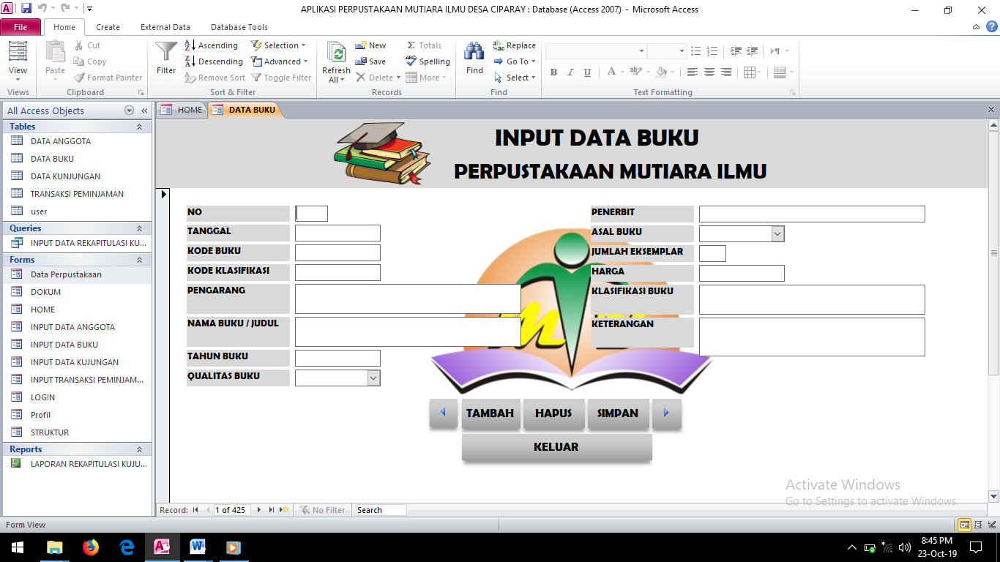 APLIKASI PERPUSTAKAAN MUTIARA ILMU DESA CIPARAY : Database (Access 2007) - Microsoft Access
File Home Create External Data Database Tools
View
Views
Paste
Cut
Copy
Format Painter
Clipboard
Filter
Ascending
Descending
Remove Sort
Selection
Advanced
Toggle Filter
Sort & Filter
Refresh All
New
Save
Delete
Totals
Spelling
More
Records
Find
Replace
Go To
Select
Find
B I U A
Text Formatting
All Access Objects
Tables
DATA ANGGOTA
DATA BUKU
DATA KUNJUNGAN
TRANSAKSI PEMINJAMAN
user
Queries
INPUT DATA REKAPITULASI KU...
Forms
Data Perpustakaan
DOKUM
HOME
INPUT DATA ANGGOTA
INPUT DATA BUKU
INPUT DATA KUJUNGAN
INPUT TRANSAKSI PEMINJAM...
LOGIN
Profil
STRUKTUR
Reports
LAPORAN REKAPITULASI KUJU...
HOME DATA BUKU
INPUT DATA BUKU
PERPUSTAKAAN MUTIARA ILMU
NO
TANGGAL
KODE BUKU
KODE KLASIFIKASI
PENGARANG
NAMA BUKU / JUDUL
TAHUN BUKU
QUALITAS BUKU
PENERBIT
ASAL BUKU
JUMLAH EKSEMPLAR
HARGA
KLASIFIKASI BUKU
KETERANGAN
TAMBAH HAPUS SIMPAN
KELUAR
Activate Windows
Go to Settings to activate Windows.
Record: 1 of 425 No Filter Search
Form View
8:45 PM
23-Oct-19